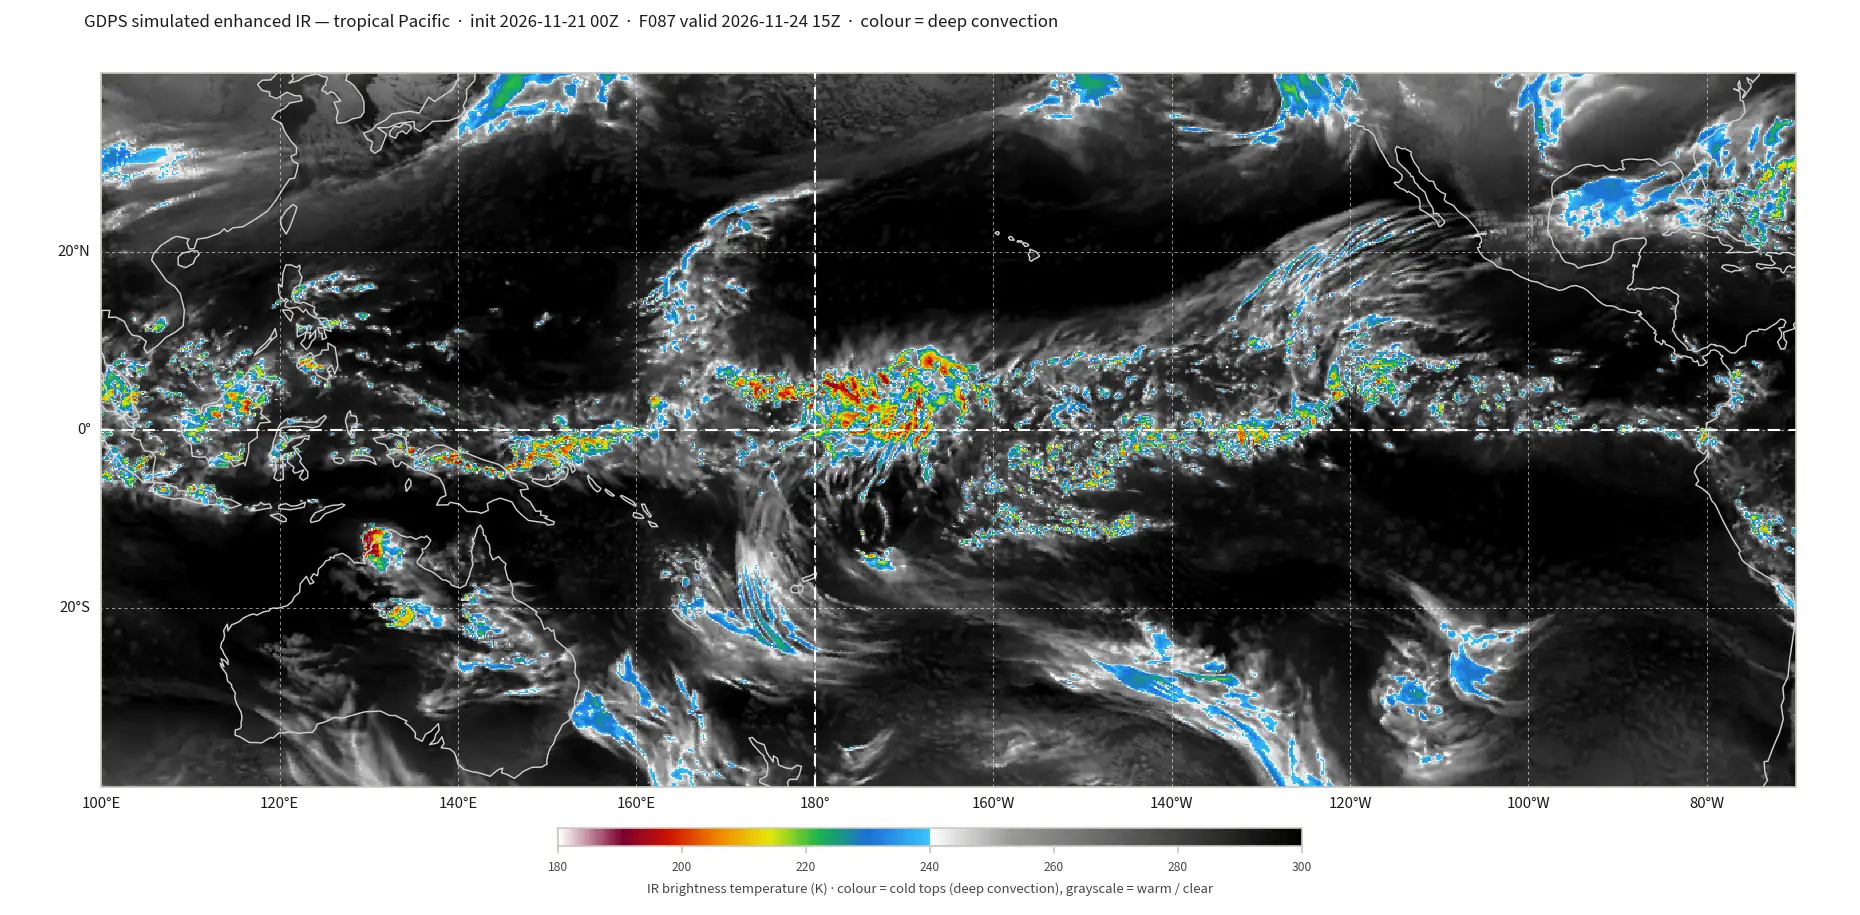 GDPS simulated enhanced IR — tropical Pacific · init 2026-11-21 00Z · F087 valid 2026-11-24 15Z · colour = deep convection
20°N
0°
20°S
100°E 120°E 140°E 160°E 180° 160°W 140°W 120°W 100°W 80°W
180 200 220 240 260 280 300
IR brightness temperature (K) · colour = cold tops (deep convection), grayscale = warm / clear